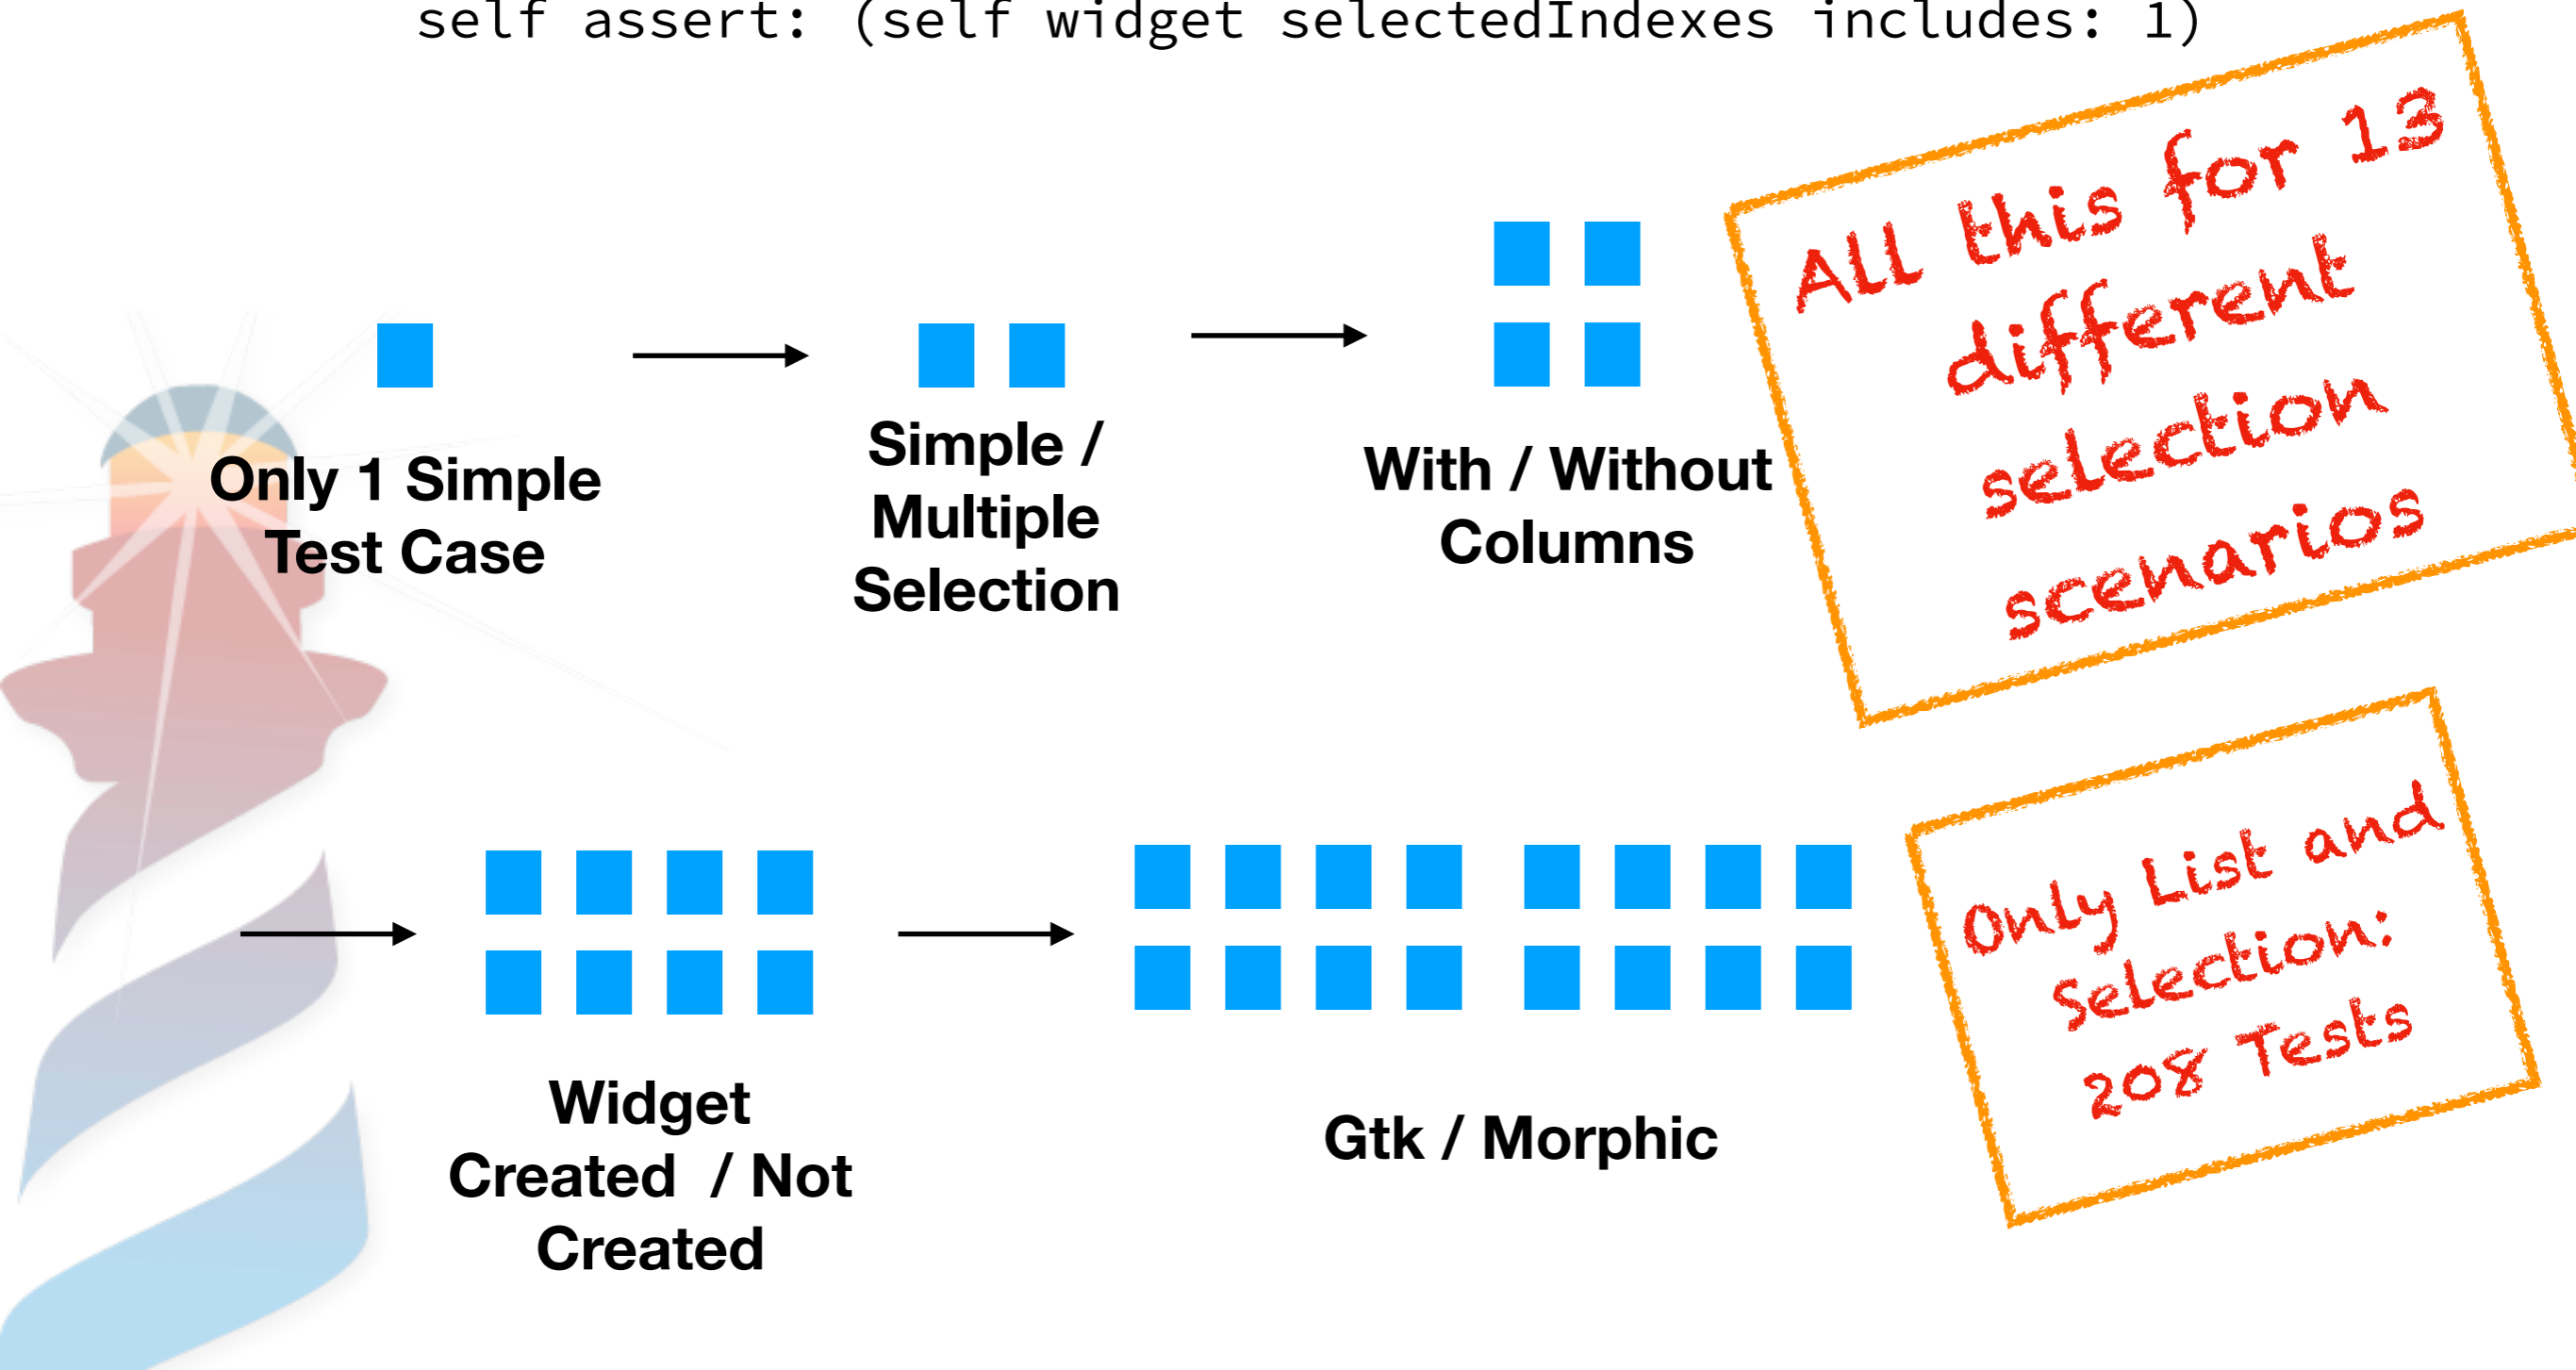 self assert: (self widget selectedIndexes includes: 1)
Only 1 Simple
Test Case
Simple /
Multiple
Selection
With / Without
Columns
All this for 13
different
selection
scenarios
Widget
Created / Not
Created
Gtk / Morphic
Only List and
Selection:
208 Tests